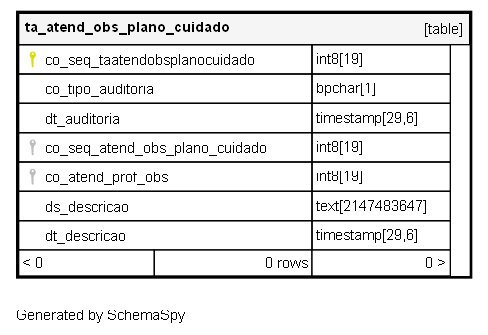 ta_atend_obs_plano_cuidado [table]
co_seq_taatendobsplanocuidado int8[19]
co_tipo_auditoria bpchar[1]
dt_auditoria timestamp[29,6]
co_seq_atend_obs_plano_cuidado int8[19]
co_atend_prof_obs int8[19]
ds_descricao text[2147483647]
dt_descricao timestamp[29,6]
< 0 0 rows 0 >
Generated by SchemaSpy